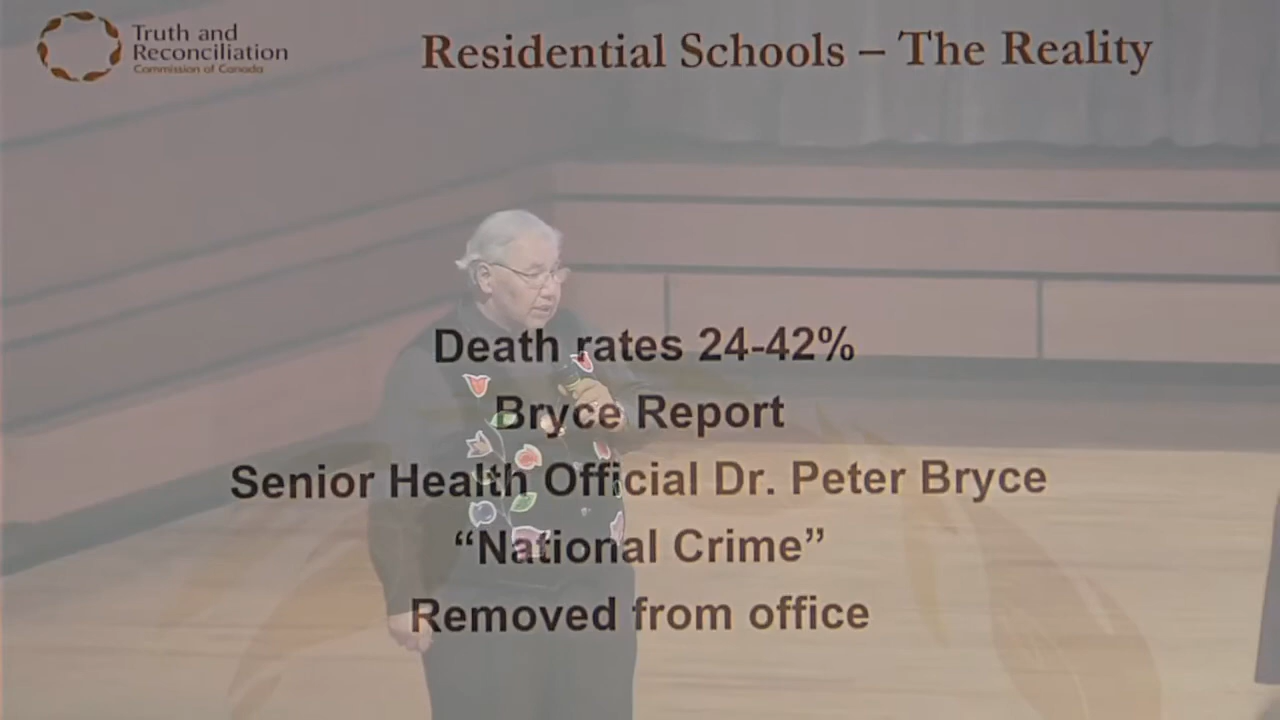 Truth and
Reconciliation
Commission of Canada
Residential Schools – The Reality
Death rates 24-42%
Bryce Report
Senior Health Official Dr. Peter Bryce
“National Crime”
Removed from office